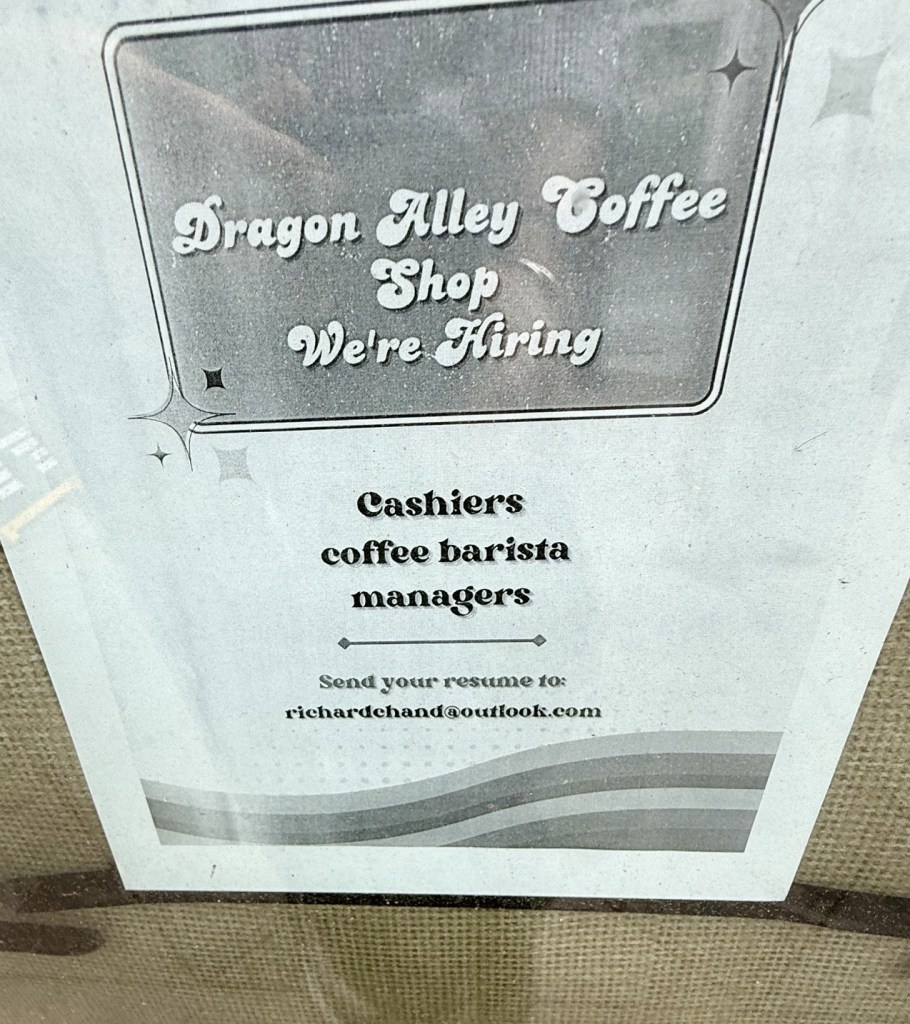 Dragon Alley Coffee
Shop
We're Hiring
Cashiers
coffee barista
managers
Send your resume to:
richardchand@outlook.com